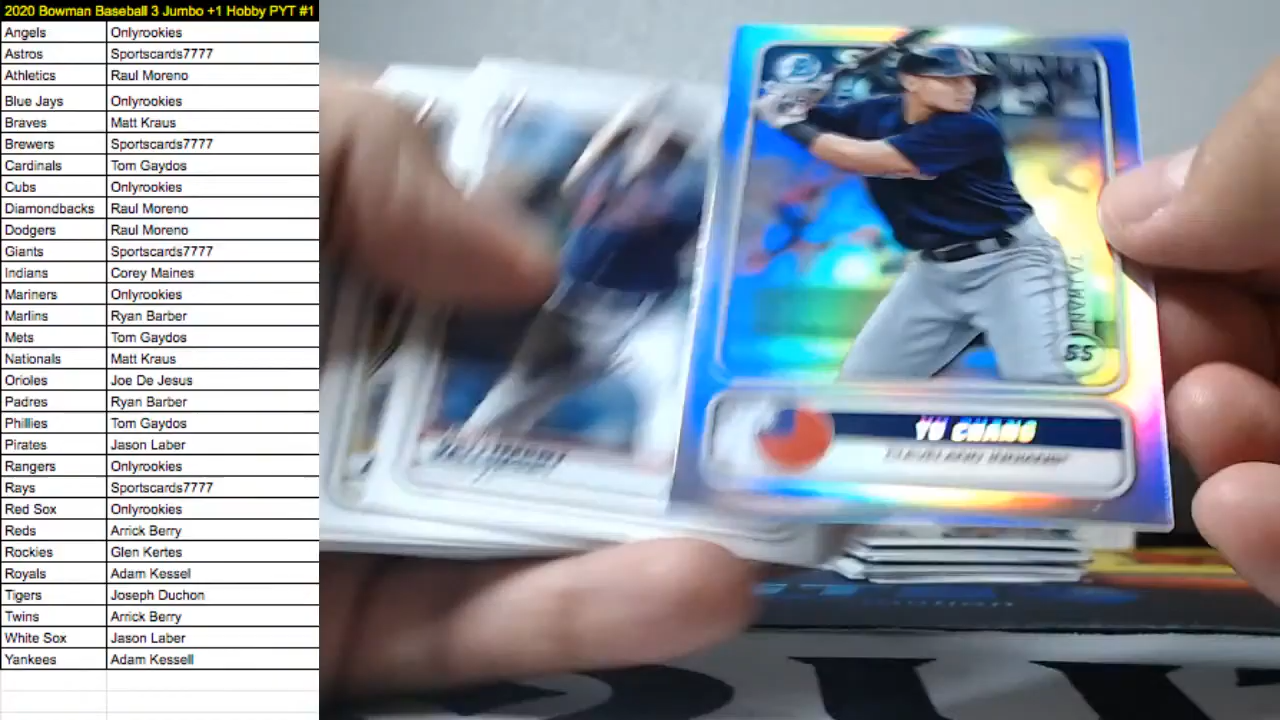 2020 Bowman Baseball 3 Jumbo +1 Hobby PYT #1
Angels Onlyrookies
Astros Sportscards7777
Athletics Raul Moreno
Blue Jays Onlyrookies
Braves Matt Kraus
Brewers Sportscards7777
Cardinals Tom Gaydos
Cubs Onlyrookies
Diamondbacks Raul Moreno
Dodgers Raul Moreno
Giants Sportscards7777
Indians Corey Maines
Mariners Onlyrookies
Marlins Ryan Barber
Mets Tom Gaydos
Nationals Matt Kraus
Orioles Joe De Jesus
Padres Ryan Barber
Phillies Tom Gaydos
Pirates Jason Laber
Rangers Onlyrookies
Rays Sportscards7777
Red Sox Onlyrookies
Reds Arrick Berry
Rockies Glen Kertes
Royals Adam Kessel
Tigers Joseph Duchon
Twins Arrick Berry
White Sox Jason Laber
Yankees Adam Kessell
TAIWAN
YU CHANG
CLEVELAND INDIANS